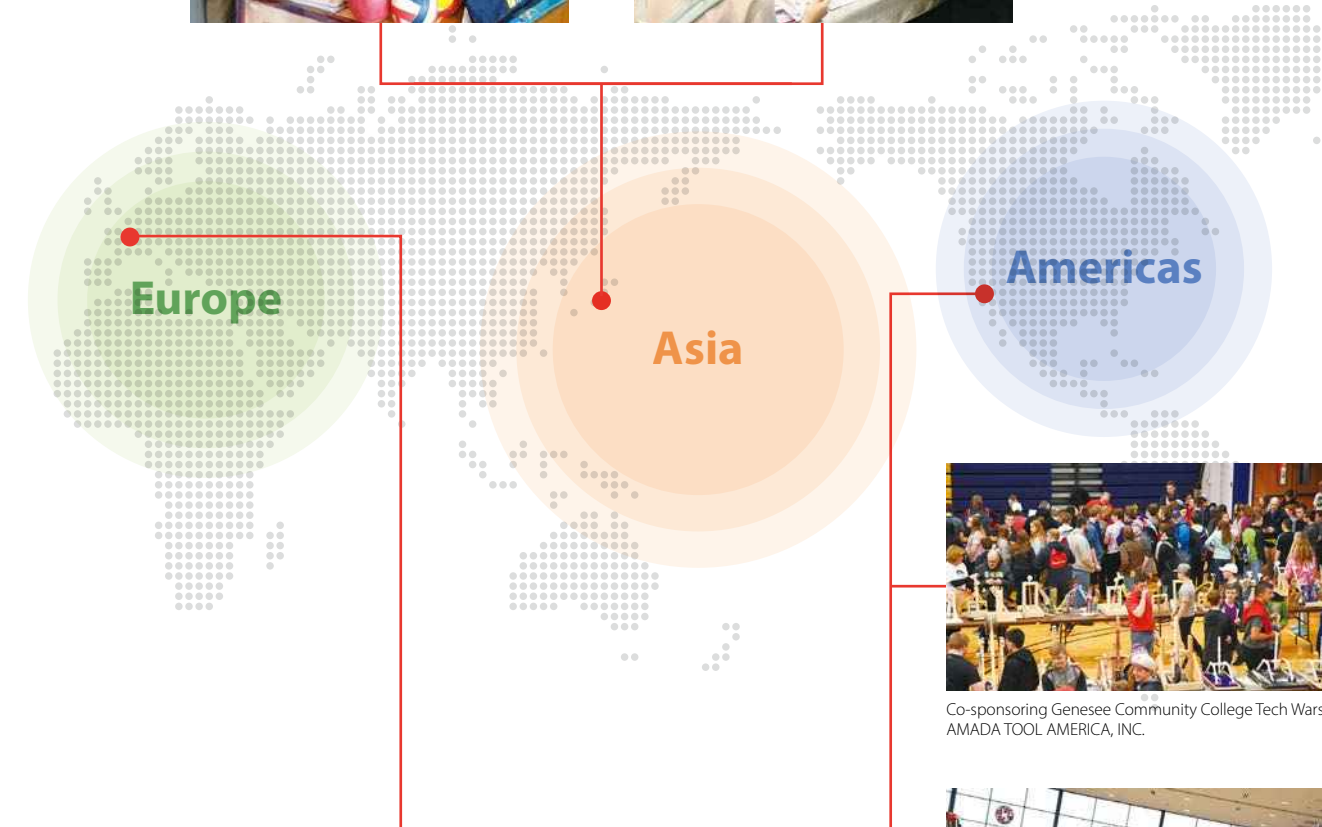 Europe
Asia
Americas
Co-sponsoring Genesee Community College Tech Wars
AMADA TOOL AMERICA, INC.